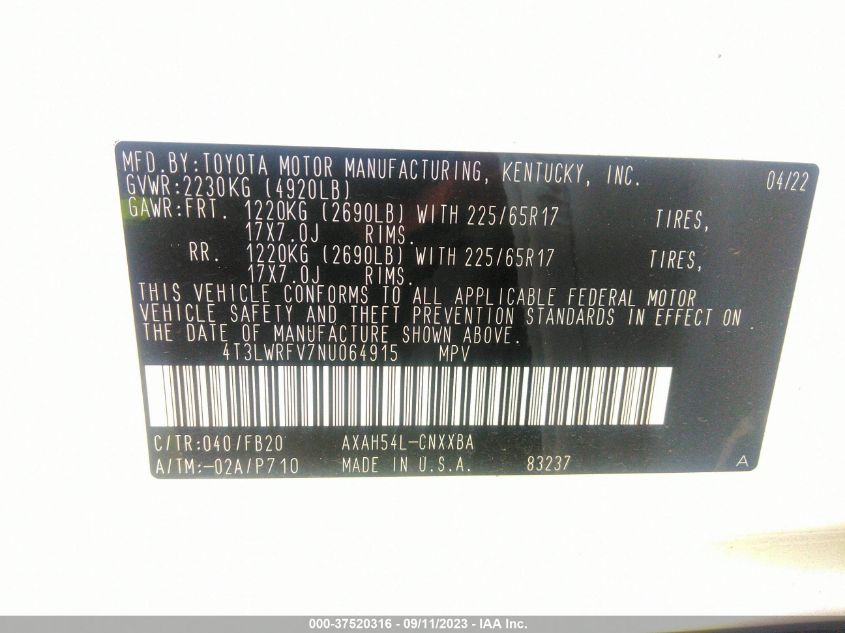 MFD.BY:TOYOTA MOTOR MANUFACTURING, KENTUCKY, INC. 04/22
GVWR:2230KG (4920LB)
GAWR:FRT. 1220KG (2690LB) WITH 225/65R17 TIRES,
17X7.0J RIMS.
RR. 1220KG (2690LB) WITH 225/65R17 TIRES,
17X7.0J RIMS.
THIS VEHICLE CONFORMS TO ALL APPLICABLE FEDERAL MOTOR
VEHICLE SAFETY AND THEFT PREVENTION STANDARDS IN EFFECT ON
THE DATE OF MANUFACTURE SHOWN ABOVE.
4T3LWRFV7NU064915 MPV
C/TR:040/FB20 AXAH54L-CNXXBA
A/TM:-02A/P710 MADE IN U.S.A. 83237 A
000-37520316 - 09/11/2023 - IAA Inc.